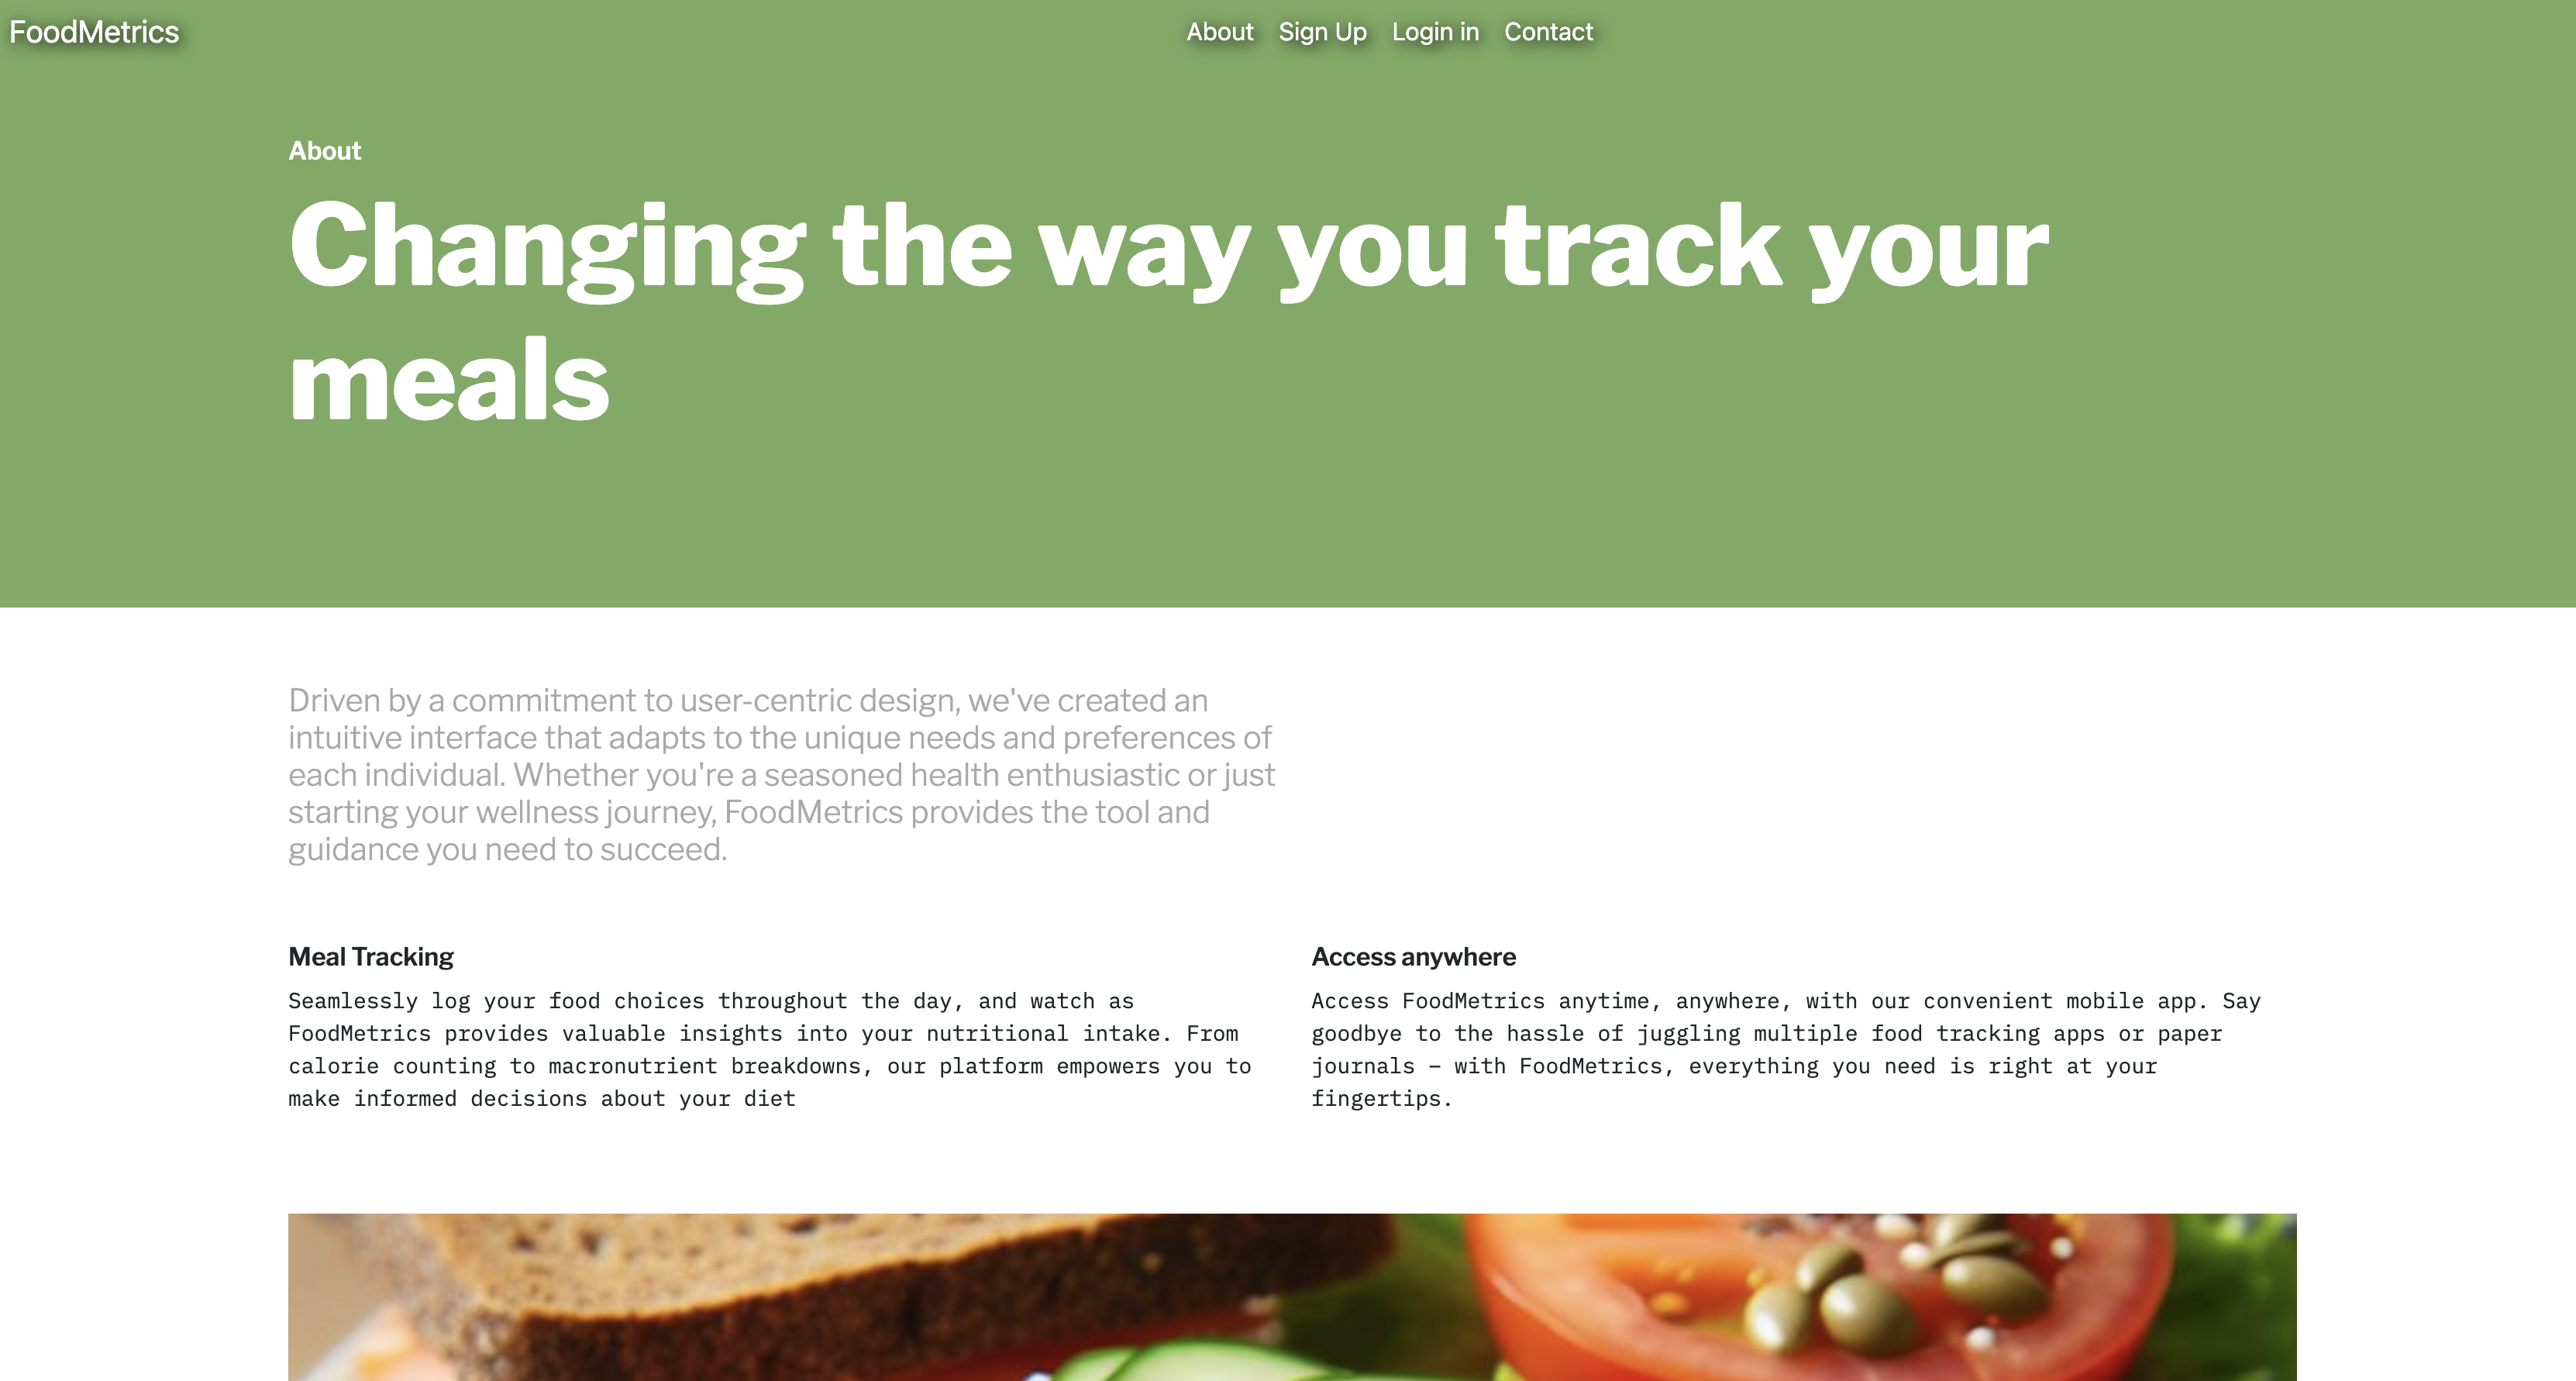 FoodMetrics
About Sign Up Login in Contact
About
Changing the way you track your
meals
Driven by a commitment to user-centric design, we've created an
intuitive interface that adapts to the unique needs and preferences of
each individual. Whether you're a seasoned health enthusiastic or just
starting your wellness journey, FoodMetrics provides the tool and
guidance you need to succeed.
Meal Tracking
Seamlessly log your food choices throughout the day, and watch as
FoodMetrics provides valuable insights into your nutritional intake. From
calorie counting to macronutrient breakdowns, our platform empowers you to
make informed decisions about your diet
Access anywhere
Access FoodMetrics anytime, anywhere, with our convenient mobile app. Say
goodbye to the hassle of juggling multiple food tracking apps or paper
journals – with FoodMetrics, everything you need is right at your
fingertips.